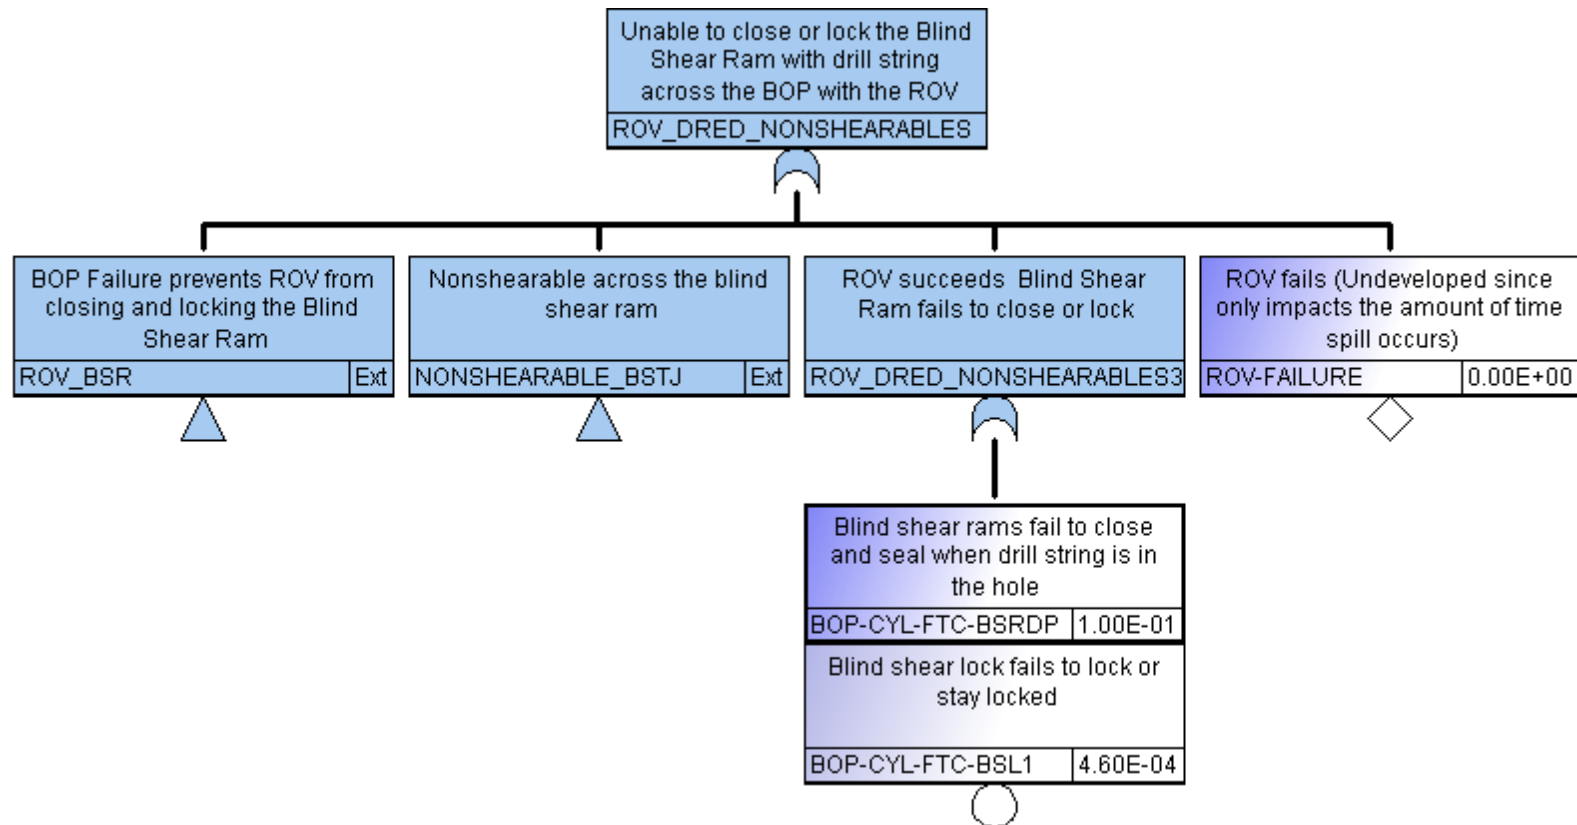 Unable to close or lock the Blind
Shear Ram with drill string
across the BOP with the ROV
ROV_DRED_NONSHEARABLES
BOP Failure prevents ROV from
closing and locking the Blind
Shear Ram
ROV_BSR Ext
Nonshearable across the blind
shear ram
NONSHEARABLE_BSTJ Ext
ROV succeeds Blind Shear
Ram fails to close or lock
ROV_DRED_NONSHEARABLES3
ROV fails (Undeveloped since
only impacts the amount of time
spill occurs)
ROV-FAILURE 0.00E+00
Blind shear rams fail to close
and seal when drill string is in
the hole
BOP-CYL-FTC-BSRDP 1.00E-01
Blind shear lock fails to lock or
stay locked
BOP-CYL-FTC-BSL1 4.60E-04